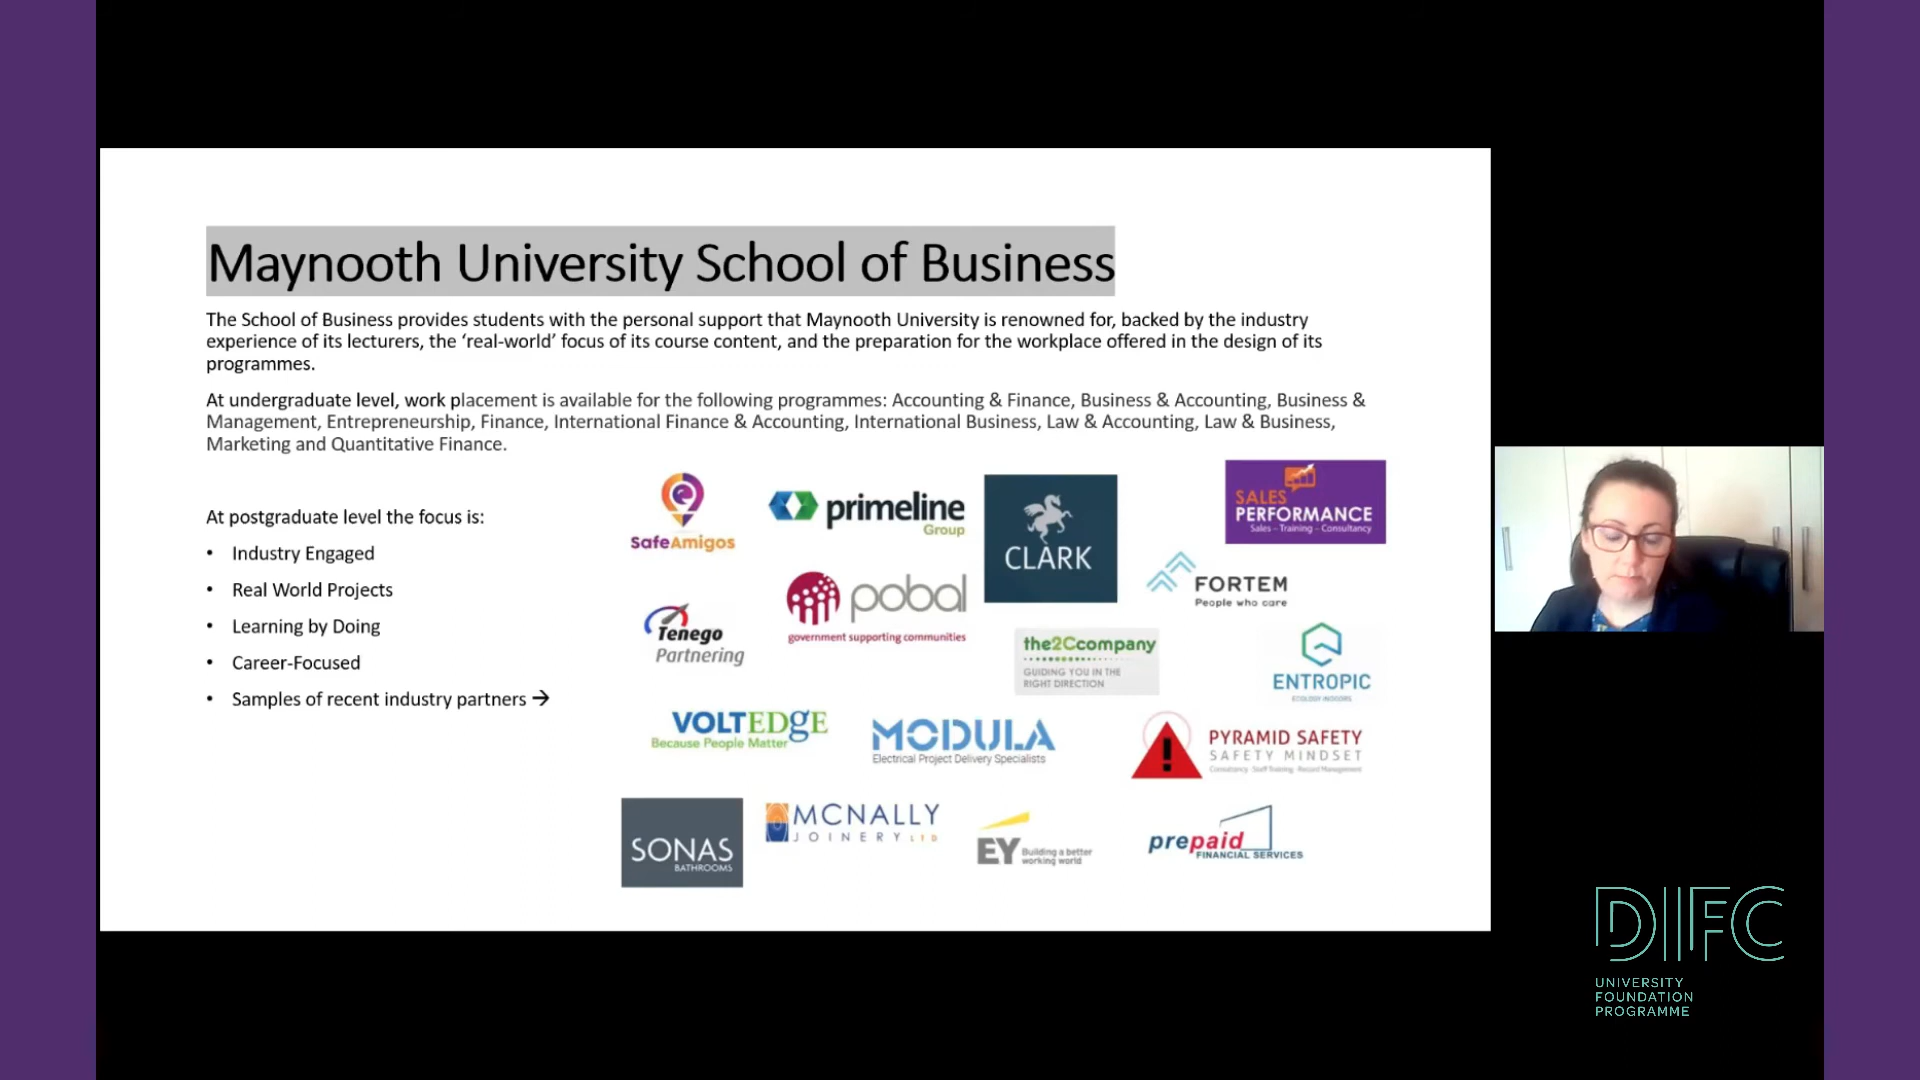 Maynooth University School of Business
The School of Business provides students with the personal support that Maynooth University is renowned for, backed by the industry
experience of its lecturers, the ‘real-world’ focus of its course content, and the preparation for the workplace offered in the design of its
programmes.
At undergraduate level, work placement is available for the following programmes: Accounting & Finance, Business & Accounting, Business &
Management, Entrepreneurship, Finance, International Finance & Accounting, International Business, Law & Accounting, Law & Business,
Marketing and Quantitative Finance.
At postgraduate level the focus is:
• Industry Engaged
• Real World Projects
• Learning by Doing
• Career-Focused
• Samples of recent industry partners →
SafeAmigos
primeline
Group
CLARK
SALES
PERFORMANCE
Sales - Training - Consultancy
Tenego
Partnering
pobal
government supporting communities
FORTEM
People who care
the2Ccompany
GUIDING YOU IN THE
RIGHT DIRECTION
ENTROPIC
ECOLOGY INDOORS
VOLTEDgE
Because People Matter
MODULA
Electrical Project Delivery Specialists
PYRAMID SAFETY
SAFETY MINDSET
Consultancy - Staff Training - Record Management
SONAS
BATHROOMS
MCNALLY
JOINERY LTD
EY
Building a better
working world
prepaid
FINANCIAL SERVICES
DIFC
UNIVERSITY
FOUNDATION
PROGRAMME